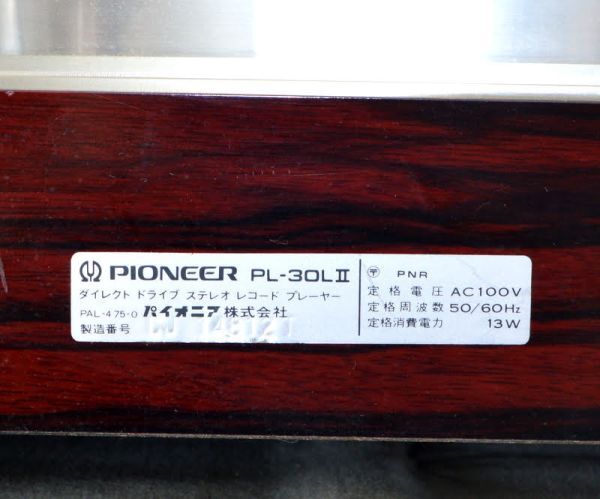 PIONEER PL-30LII
ダイレクト ドライブ ステレオ レコード プレーヤー
PAL-475-0 パイオニア株式会社
製造番号
〒 PNR
定格電圧 AC100V
定格周波数 50/60Hz
定格消費電力 13W